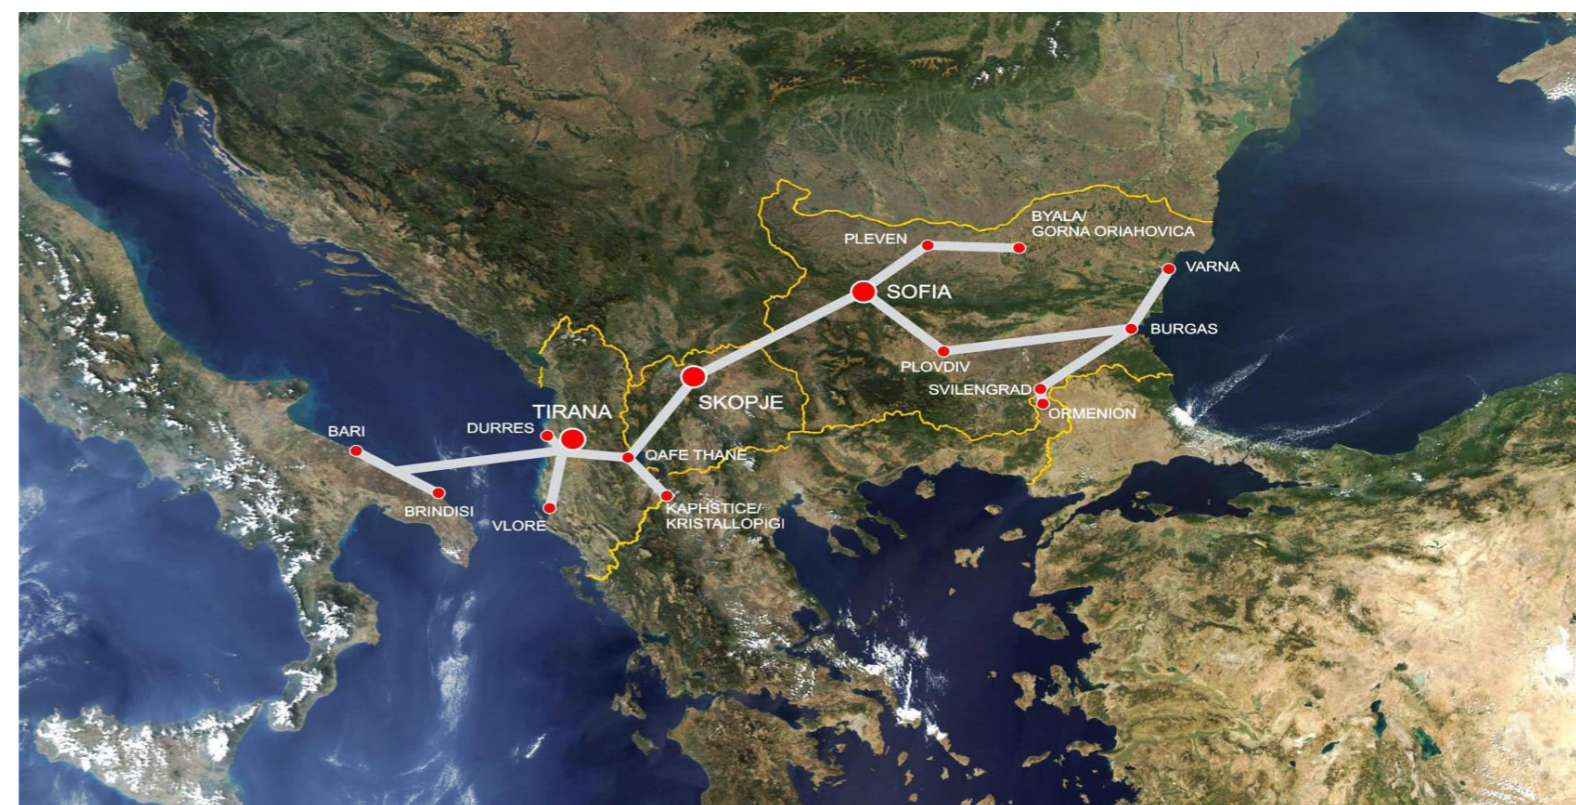 BYALA/
GORNA ORIAHOVICA
PLEVEN
VARNA
SOFIA
BURGAS
PLOVDIV
SVILENGRAD
SKOPJE
ORMENION
TIRANA
DURRES
BARI
QAFE THANE
BRINDISI
VLORE
KAPHSTICE/
KRISTALLOPIGI